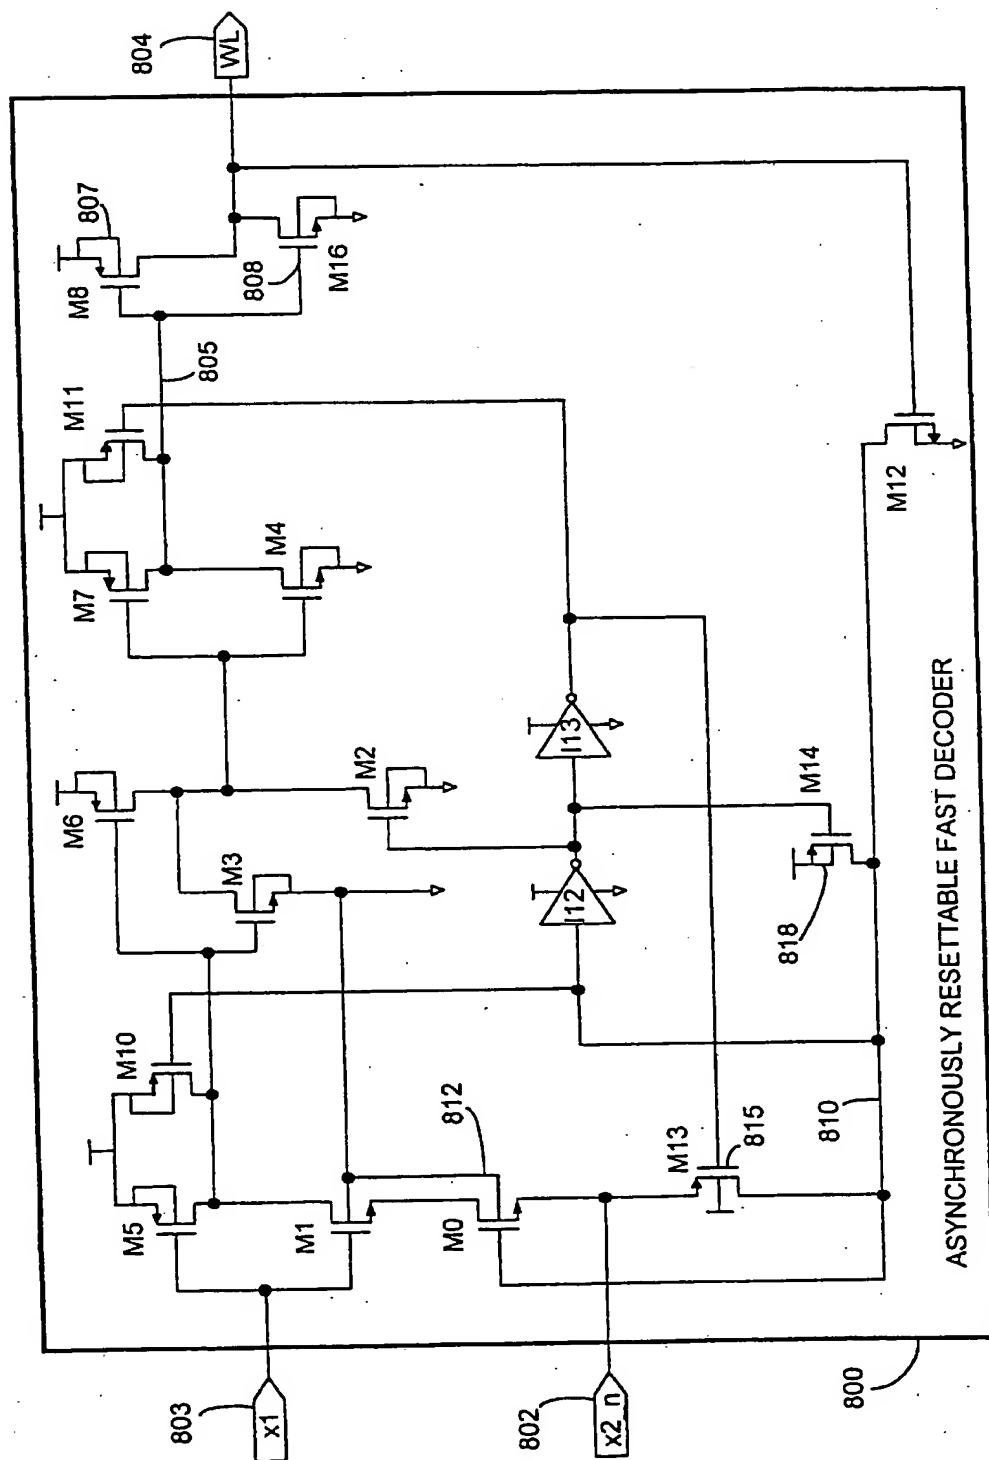 804
WL
807
M8
808
M16
805
M11
M7
M4
M6
M3
M2
I13
I12
M14
818
M12
M10
M5
M1
M0
812
M13
815
810
803
x1
802
x2_n
800
ASYNCHRONOUSLY RESETTABLE FAST DECODER